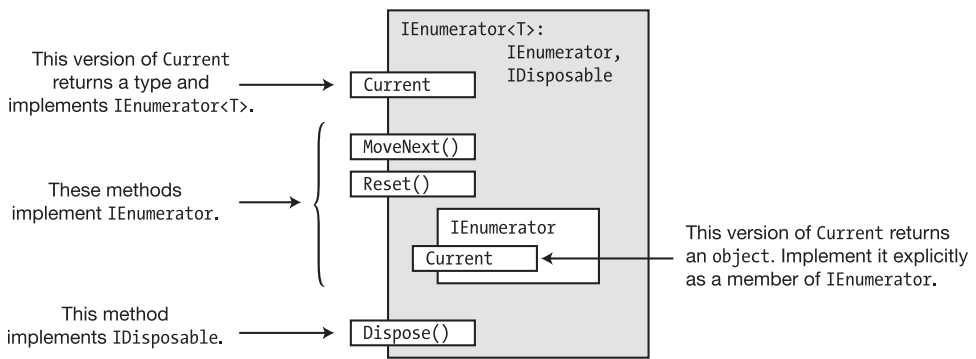 IEnumerator<T>:
IEnumerator,
IDisposable
This version of Current
returns a type and
implements IEnumerator<T>.
Current
MoveNext()
Reset()
These methods
implement IEnumerator.
IEnumerator
Current
This version of Current returns
an object. Implement it explicitly
as a member of IEnumerator.
This method
implements IDisposable.
Dispose()